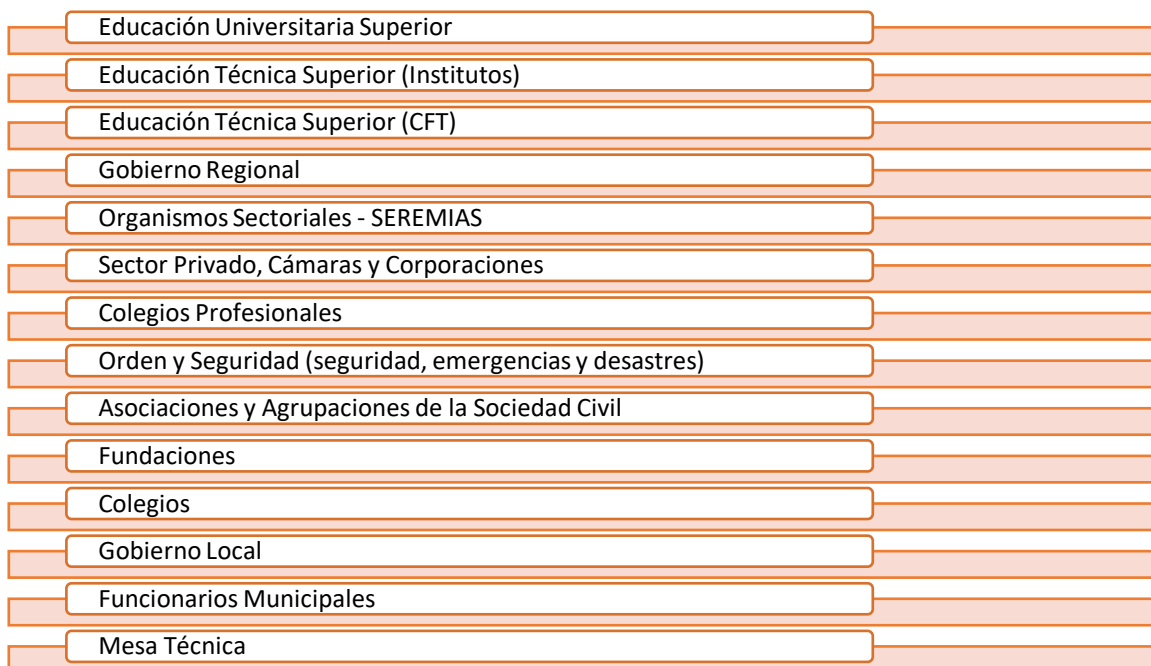 Educación Universitaria Superior
Educación Técnica Superior (Institutos)
Educación Técnica Superior (CFT)
Gobierno Regional
Organismos Sectoriales - SEREMIAS
Sector Privado, Cámaras y Corporaciones
Colegios Profesionales
Orden y Seguridad (seguridad, emergencias y desastres)
Asociaciones y Agrupaciones de la Sociedad Civil
Fundaciones
Colegios
Gobierno Local
Funcionarios Municipales
Mesa Técnica